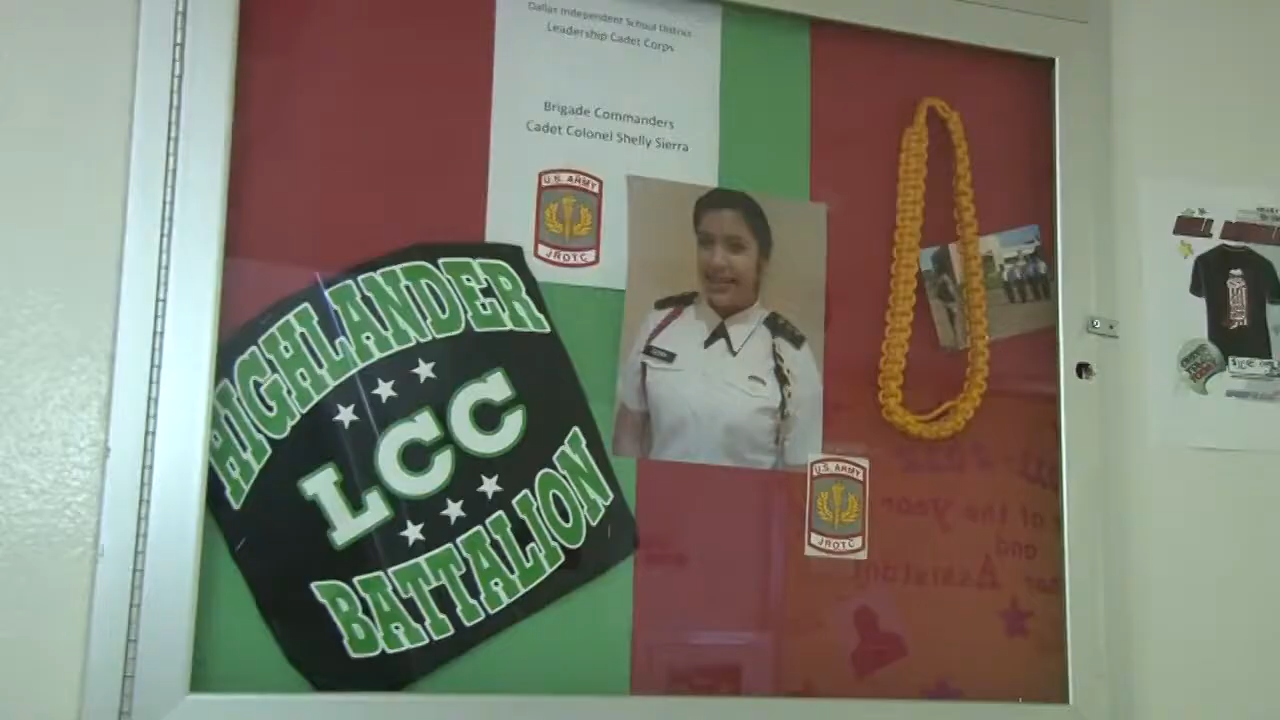 Dallas Independent School District
Leadership Cadet Corps
Brigade Commanders
Cadet Colonel Shelly Sierra
U.S. ARMY
JROTC
HIGHLANDER
LCC
BATTALION
U.S. ARMY
JROTC
of the year
and
Assistant